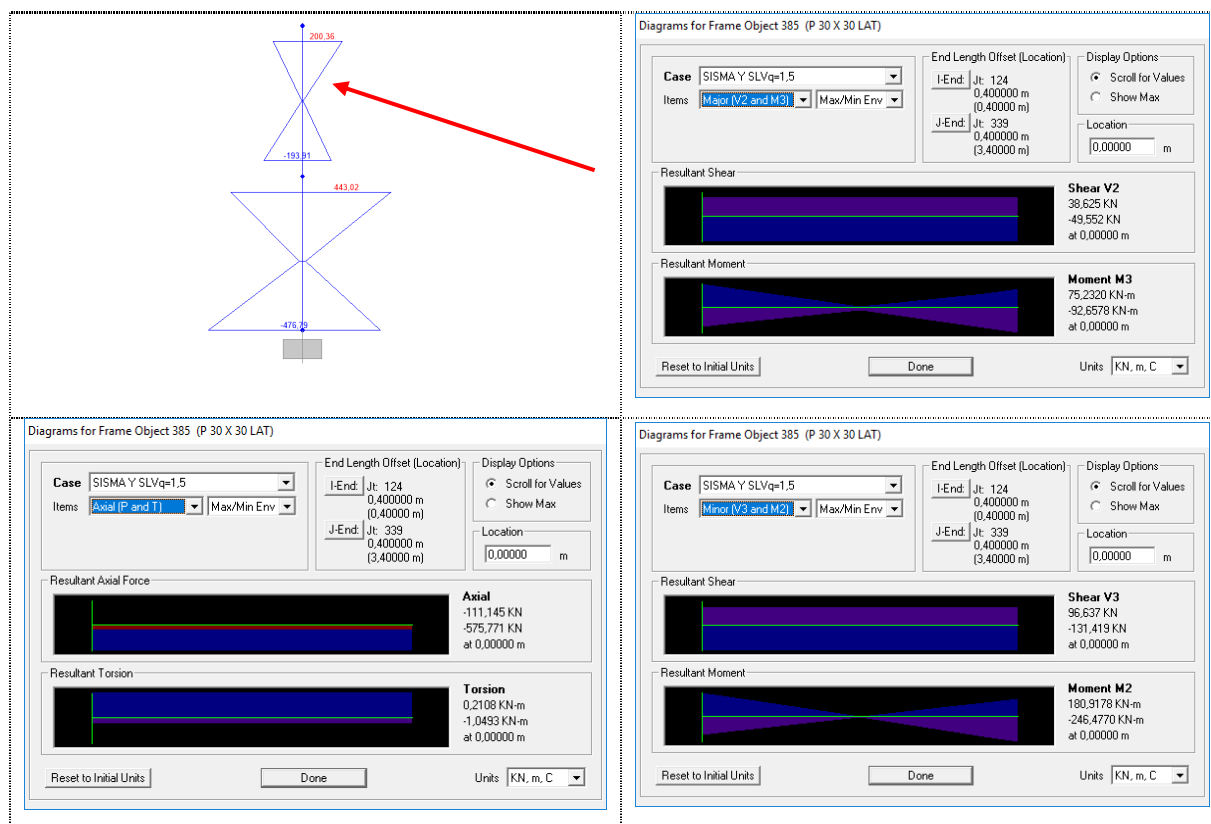 200,36
-193,91
443,02
-476,79
Diagrams for Frame Object 385 (P 30 X 30 LAT)
Case SISMA Y SLVq=1,5
Items Major (V2 and M3) Max/Min Env
End Length Offset (Location)
I-End: Jt: 124
0,400000 m
(0,40000 m)
J-End: Jt: 339
0,400000 m
(3,40000 m)
Display Options
Scroll for Values
Show Max
Location
0,00000 m
Resultant Shear
Shear V2
38,625 KN
-49,552 KN
at 0,00000 m
Resultant Moment
Moment M3
75,2320 KN-m
-92,6578 KN-m
at 0,00000 m
Reset to Initial Units
Done
Units KN, m, C
Diagrams for Frame Object 385 (P 30 X 30 LAT)
Case SISMA Y SLVq=1,5
Items Axial (P and T) Max/Min Env
End Length Offset (Location)
I-End: Jt: 124
0,400000 m
(0,40000 m)
J-End: Jt: 339
0,400000 m
(3,40000 m)
Display Options
Scroll for Values
Show Max
Location
0,00000 m
Resultant Axial Force
Axial
-111,145 KN
-575,771 KN
at 0,00000 m
Resultant Torsion
Torsion
0,2108 KN-m
-1,0493 KN-m
at 0,00000 m
Reset to Initial Units
Done
Units KN, m, C
Diagrams for Frame Object 385 (P 30 X 30 LAT)
Case SISMA Y SLVq=1,5
Items Minor (V3 and M2) Max/Min Env
End Length Offset (Location)
I-End: Jt: 124
0,400000 m
(0,40000 m)
J-End: Jt: 339
0,400000 m
(3,40000 m)
Display Options
Scroll for Values
Show Max
Location
0,00000 m
Resultant Shear
Shear V3
96,637 KN
-131,419 KN
at 0,00000 m
Resultant Moment
Moment M2
180,9178 KN-m
-246,4770 KN-m
at 0,00000 m
Reset to Initial Units
Done
Units KN, m, C